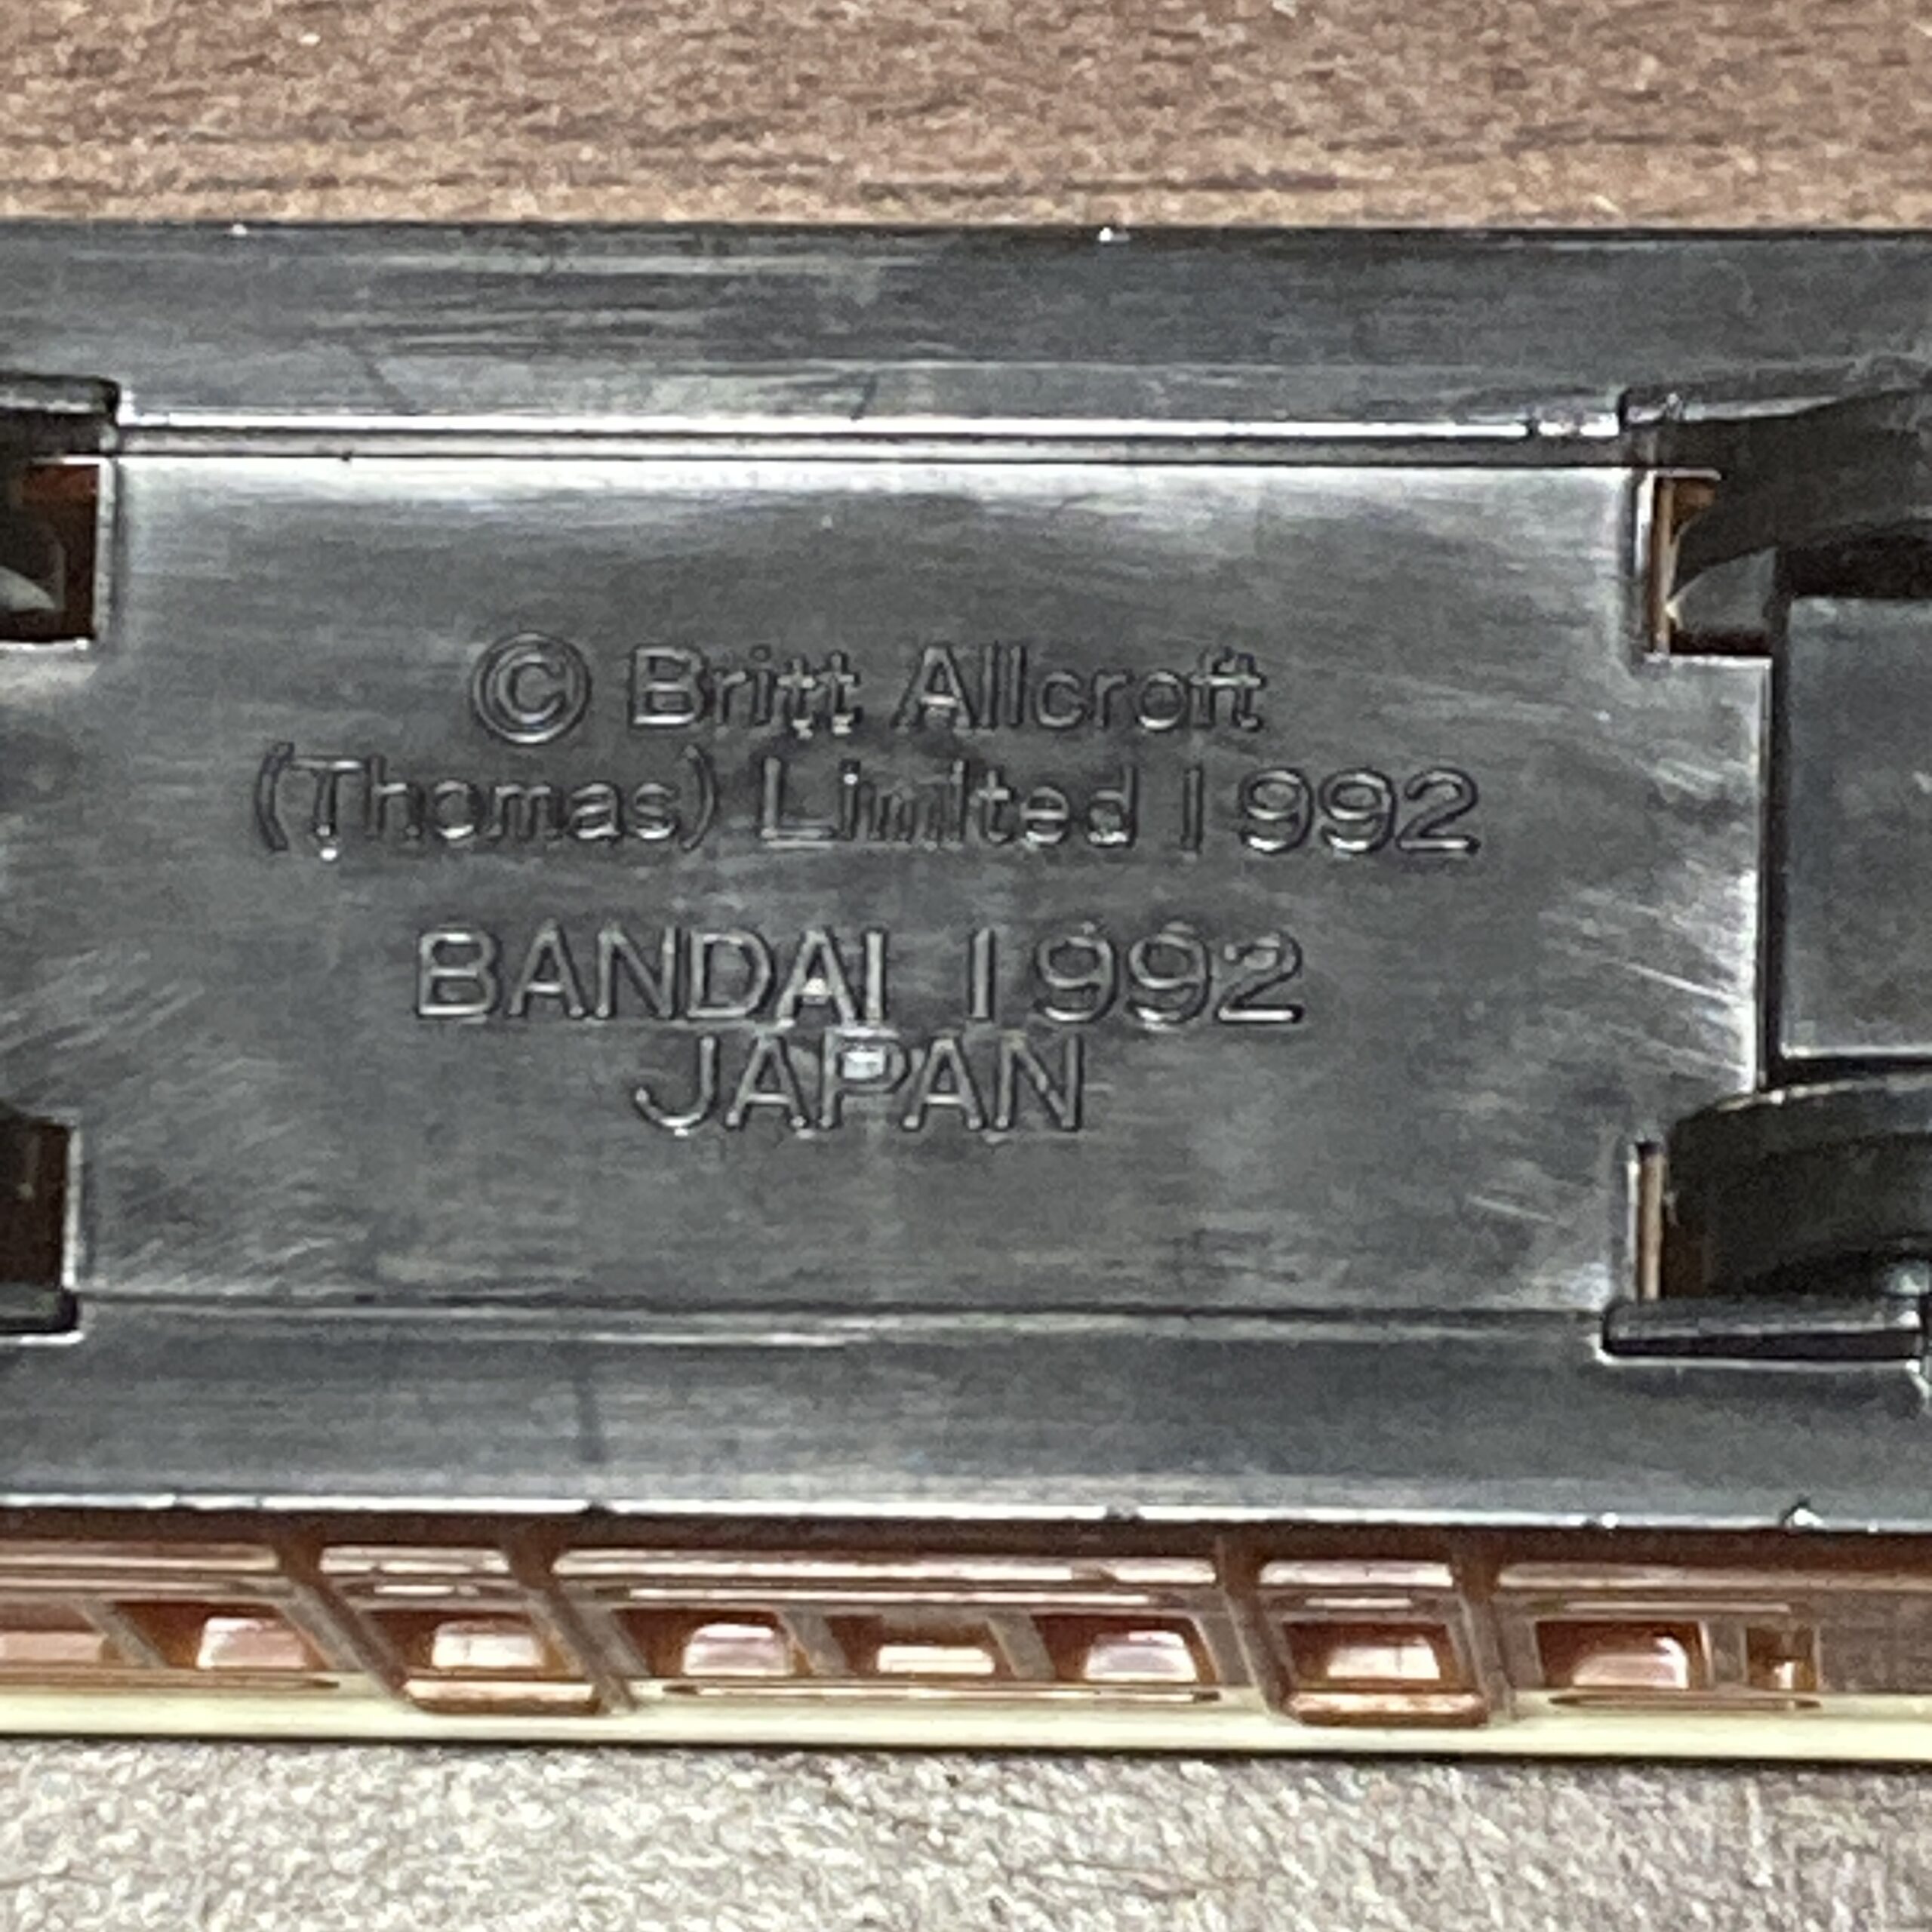 © Britt Allcroft
(Thomas) Limited 1992
BANDAI 1992
JAPAN